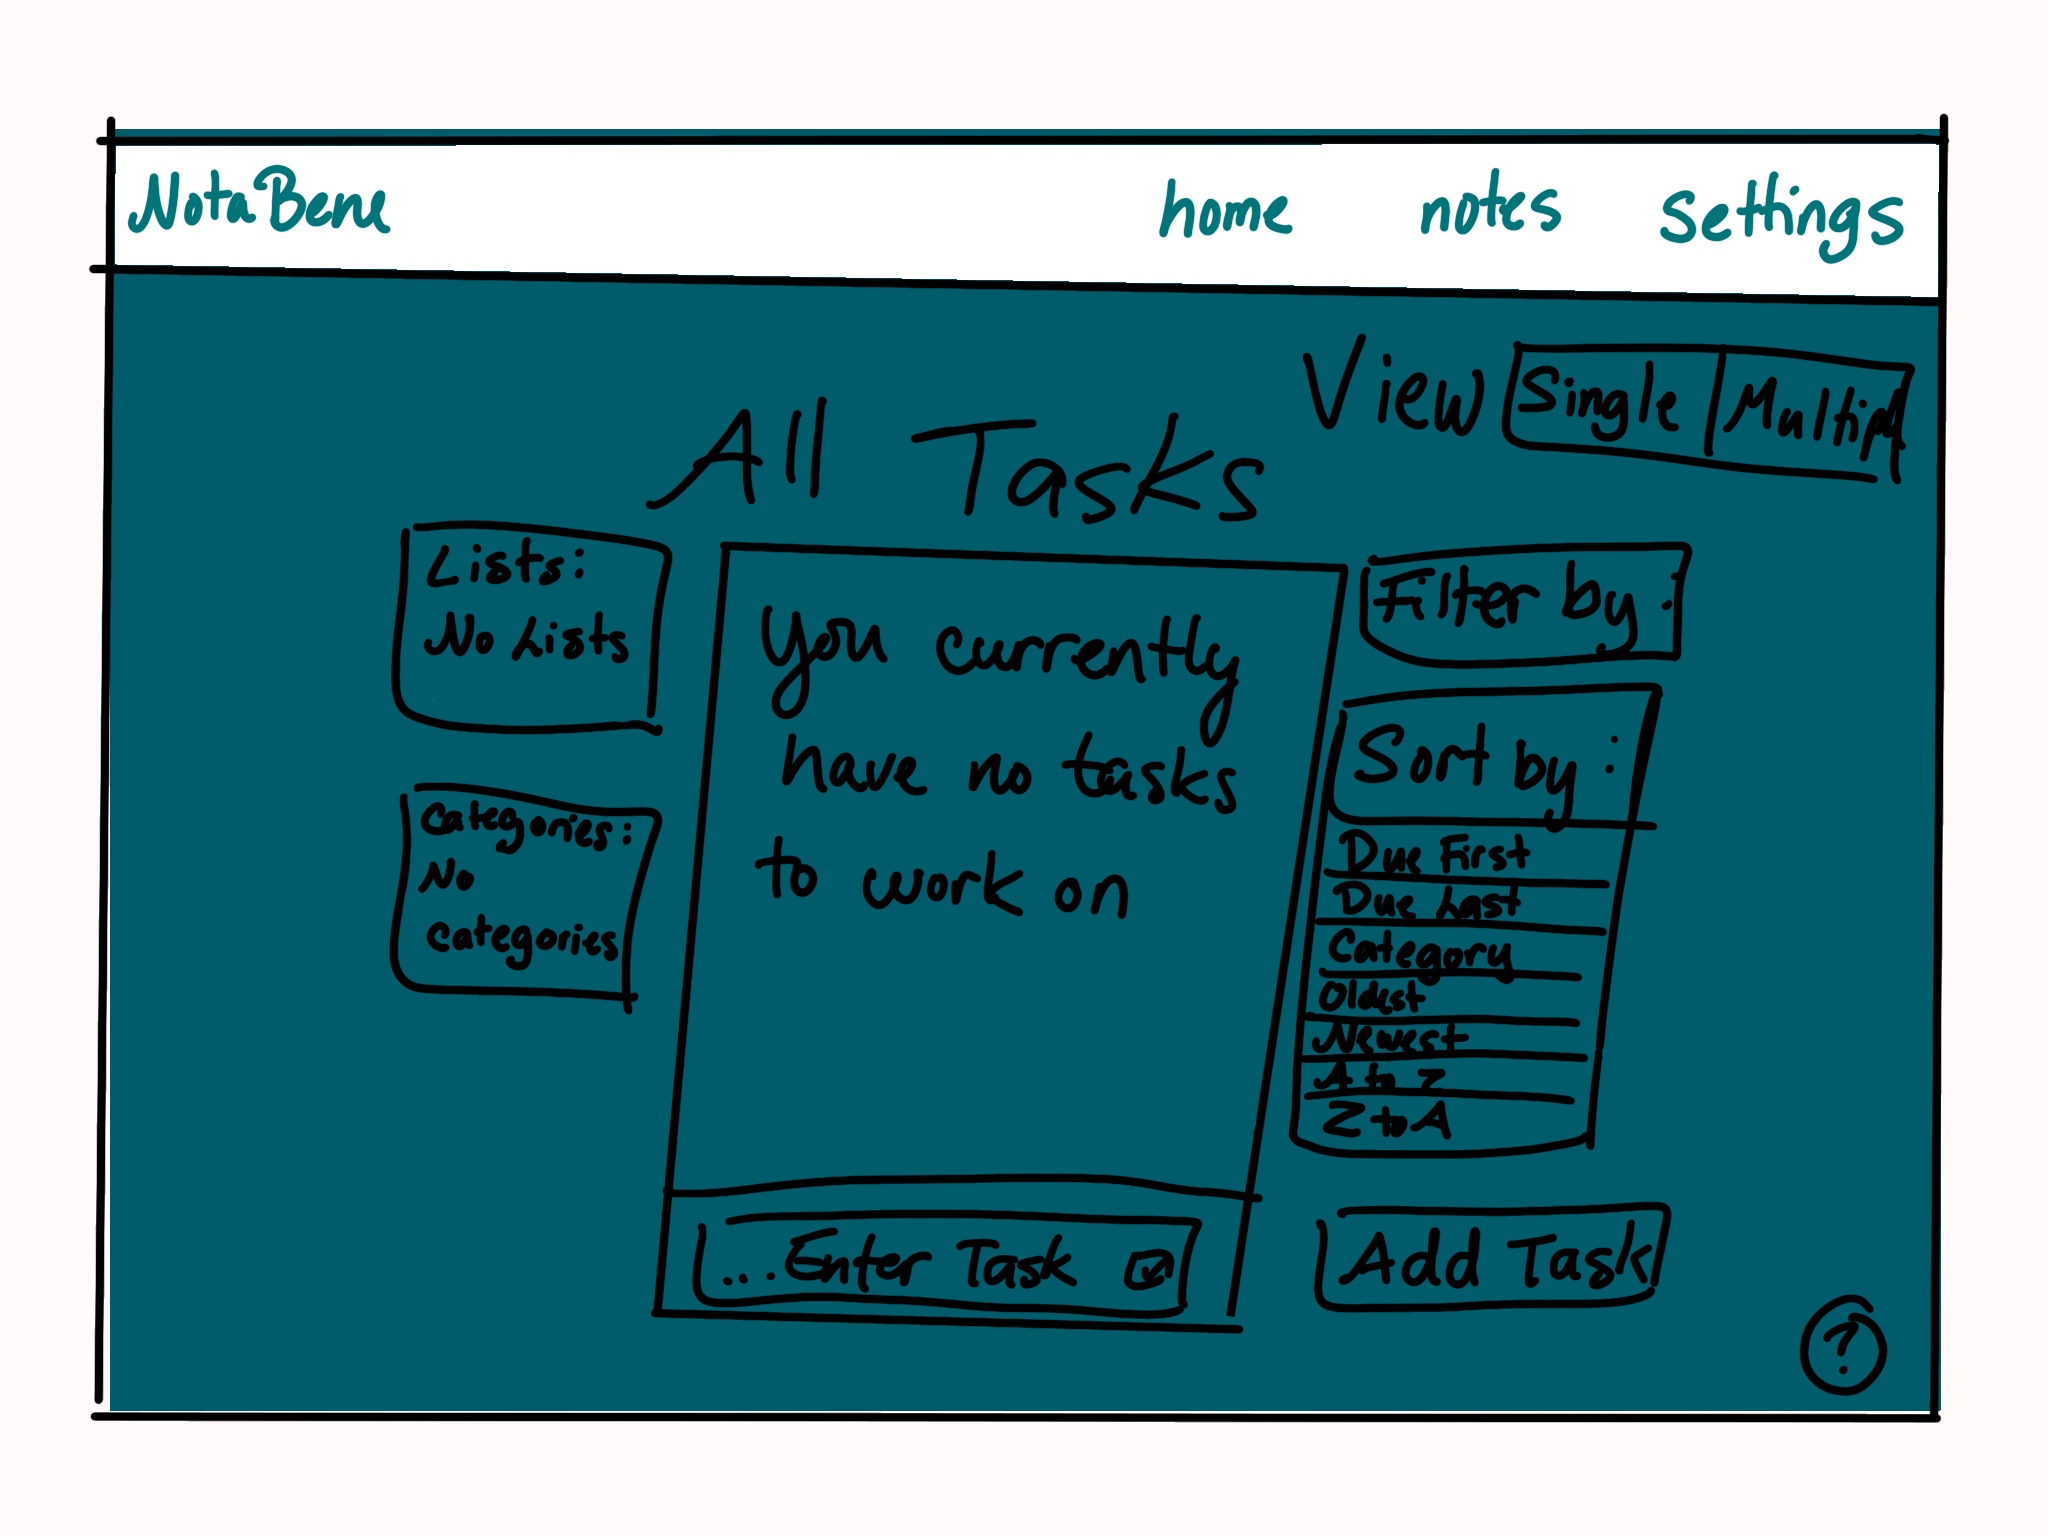 NotaBene
home notes settings
View Single Multipl
All Tasks
Lists:
No Lists
Categories:
No
Categories
You currently
have no tasks
to work on
...Enter Task
Filter by:
Sort by:
Due First
Due Last
Category
Oldest
Newest
A to Z
Z to A
Add Task
?